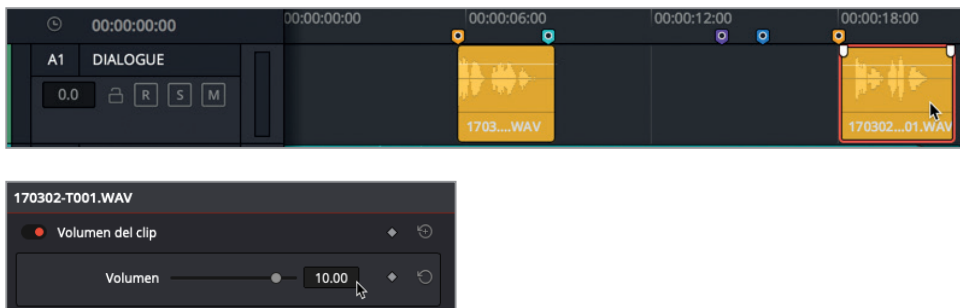 00:00:00:00 00:00:00:00 00:00:06:00 00:00:12:00 00:00:18:00
A1 DIALOGUE
0.0 R S M
1703....WAV 170302...01.WAV
170302-T001.WAV
Volumen del clip
Volumen 10.00